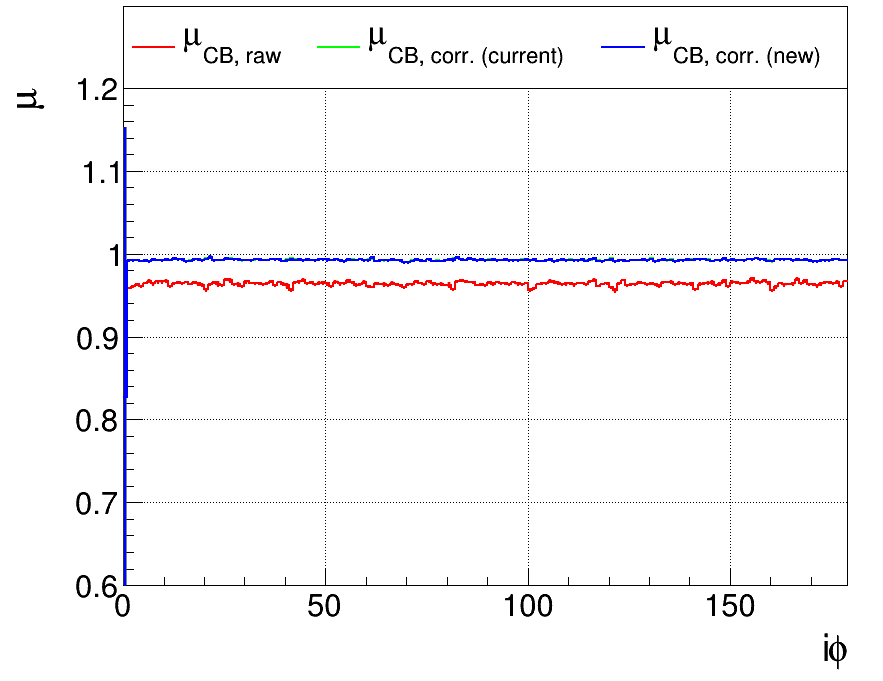 μCB, raw μCB, corr. (current) μCB, corr. (new)
μ
1.2
1.1
1
0.9
0.8
0.7
0.6
0 50 100 150
iϕ